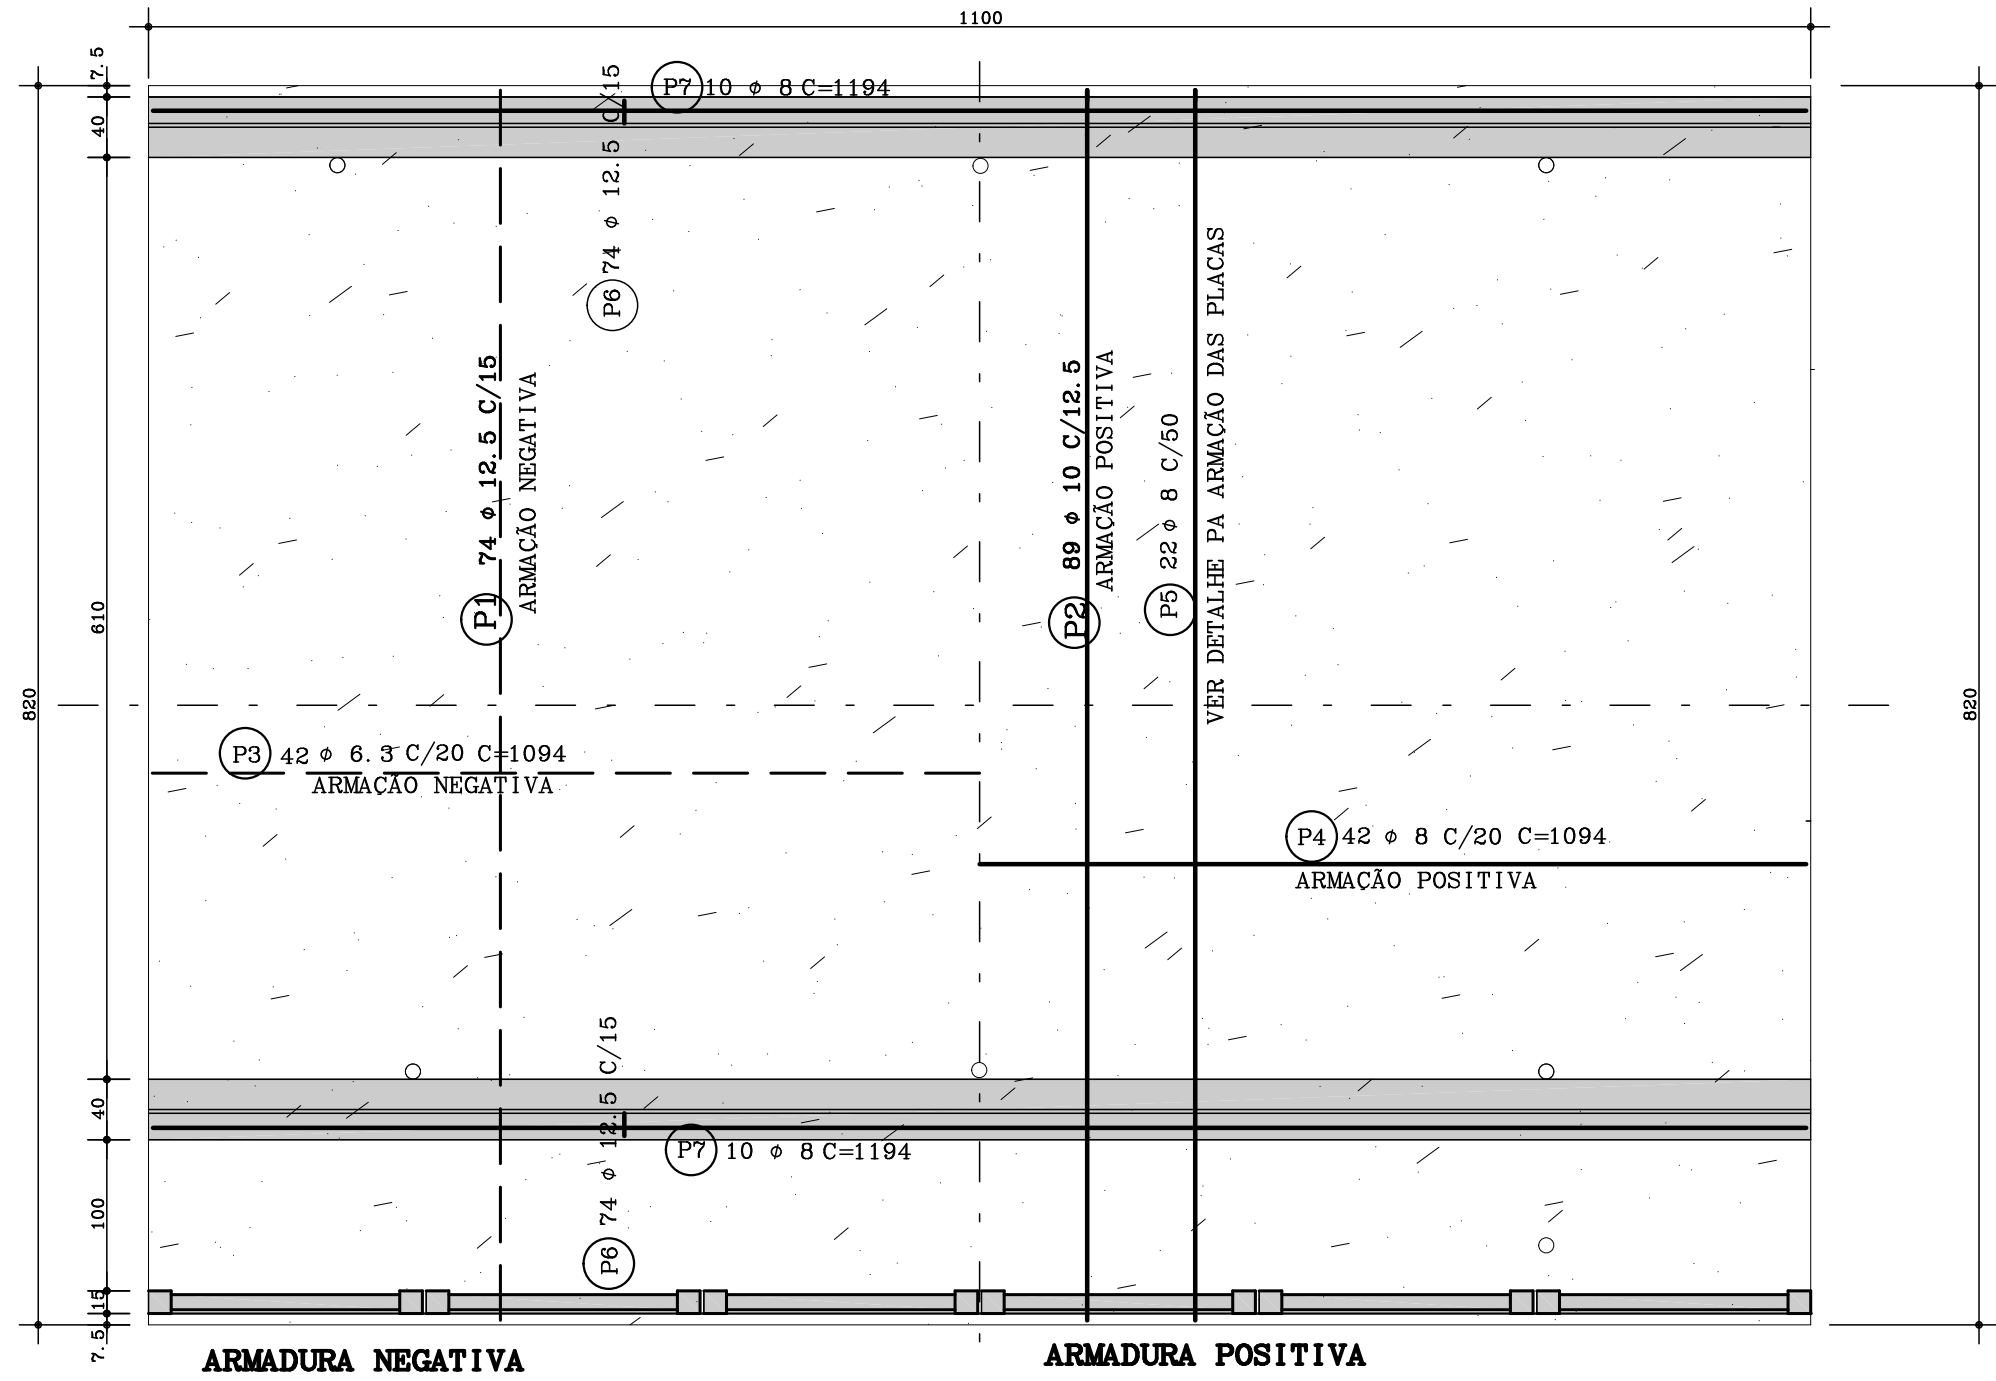 1100
7.5
P7 10 φ 8 C=1194
40
P6 74 φ 12.5 C/15
P1 74 φ 12.5 C/15
ARMAÇÃO NEGATIVA
P2 89 φ 10 C/12.5
ARMAÇÃO POSITIVA
P5 22 φ 8 C/50
VER DETALHE PA ARMAÇÃO DAS PLACAS
610
820
820
P3 42 φ 6.3 C/20 C=1094
ARMAÇÃO NEGATIVA
P4 42 φ 8 C/20 C=1094
ARMAÇÃO POSITIVA
40
P7 10 φ 8 C=1194
P6 74 φ 12.5 C/15
100
15
7.5
ARMADURA NEGATIVA
ARMADURA POSITIVA